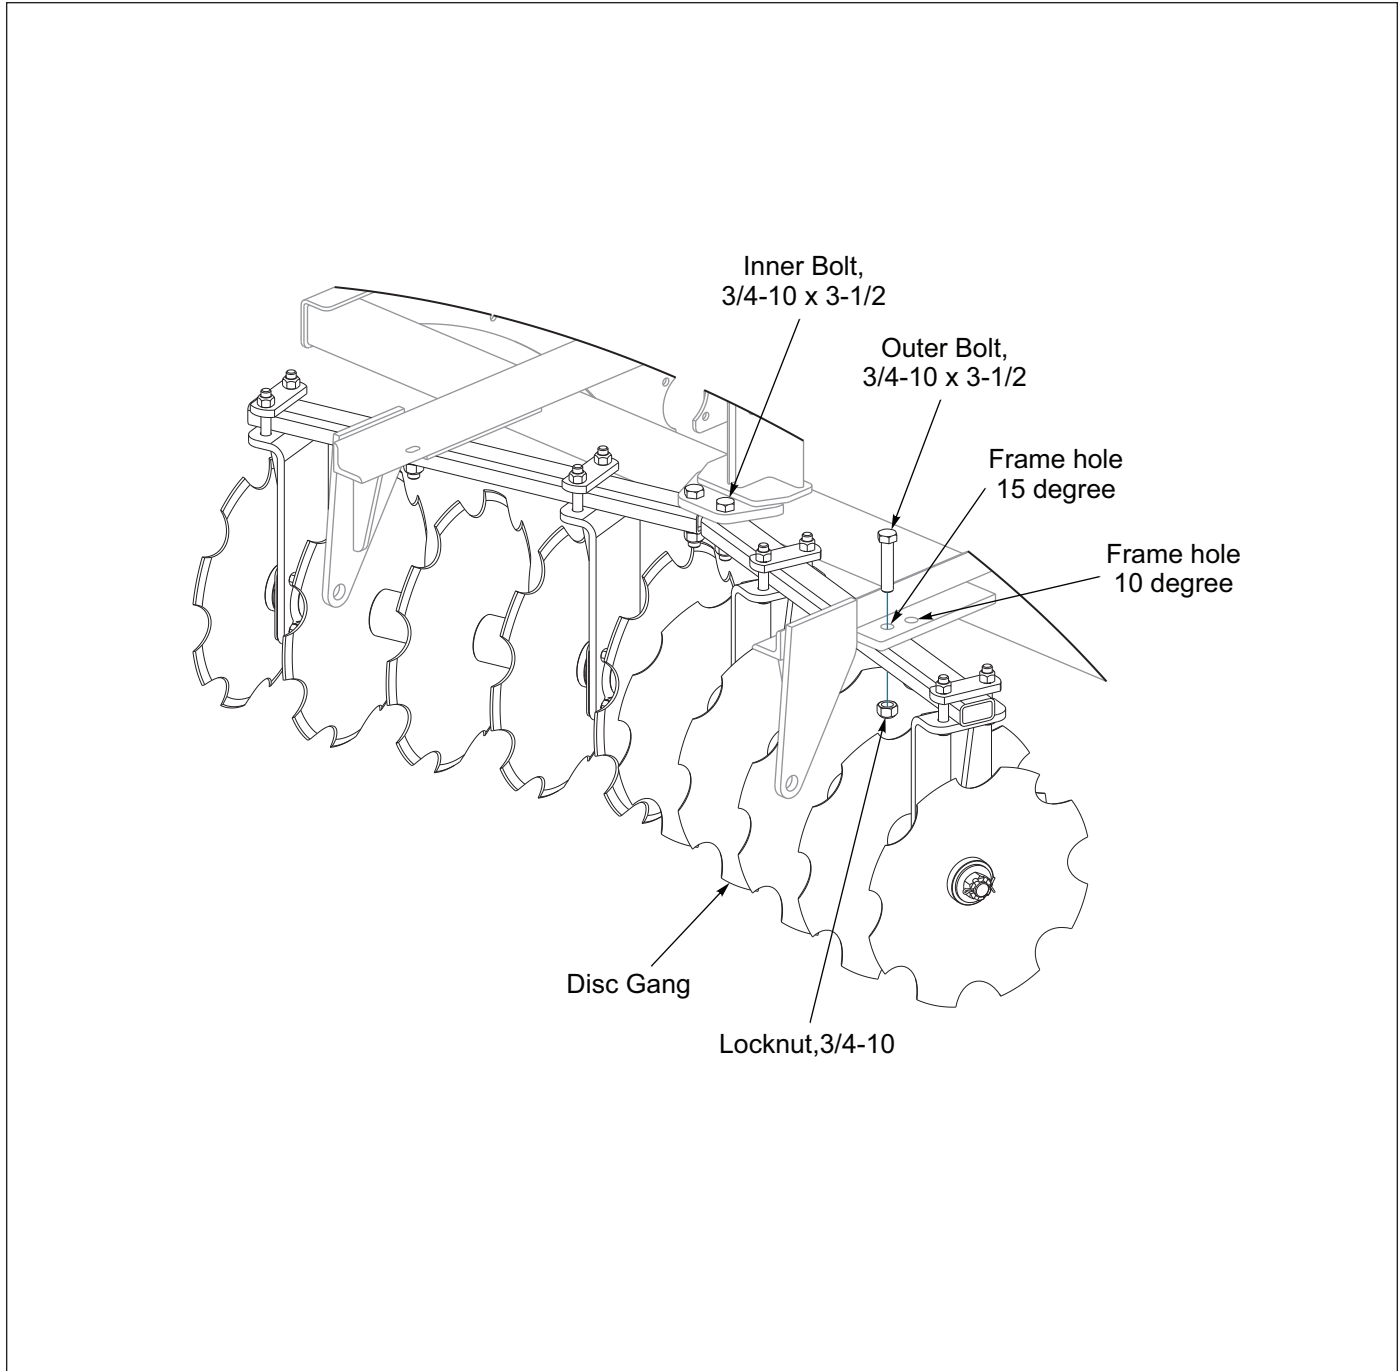 Inner Bolt,
3/4-10 x 3-1/2
Outer Bolt,
3/4-10 x 3-1/2
Frame hole
15 degree
Frame hole
10 degree
Disc Gang
Locknut,3/4-10